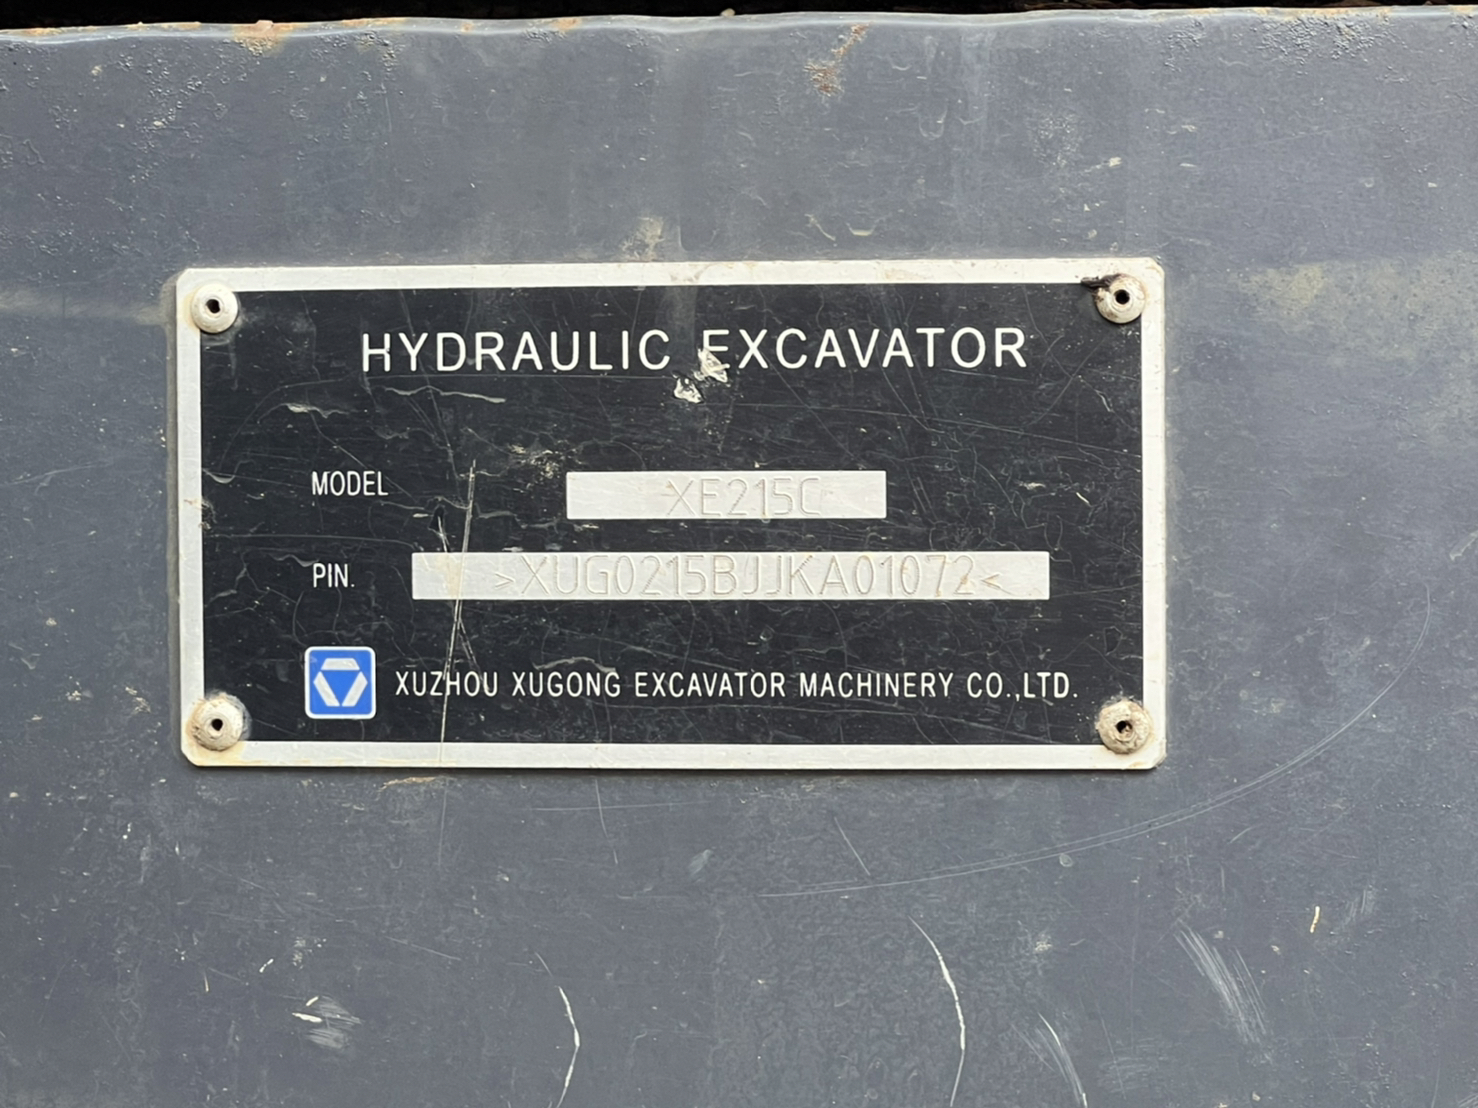 HYDRAULIC EXCAVATOR
MODEL XE215C
PIN. >XUG0215BJJKA01072<
XUZHOU XUGONG EXCAVATOR MACHINERY CO.,LTD.